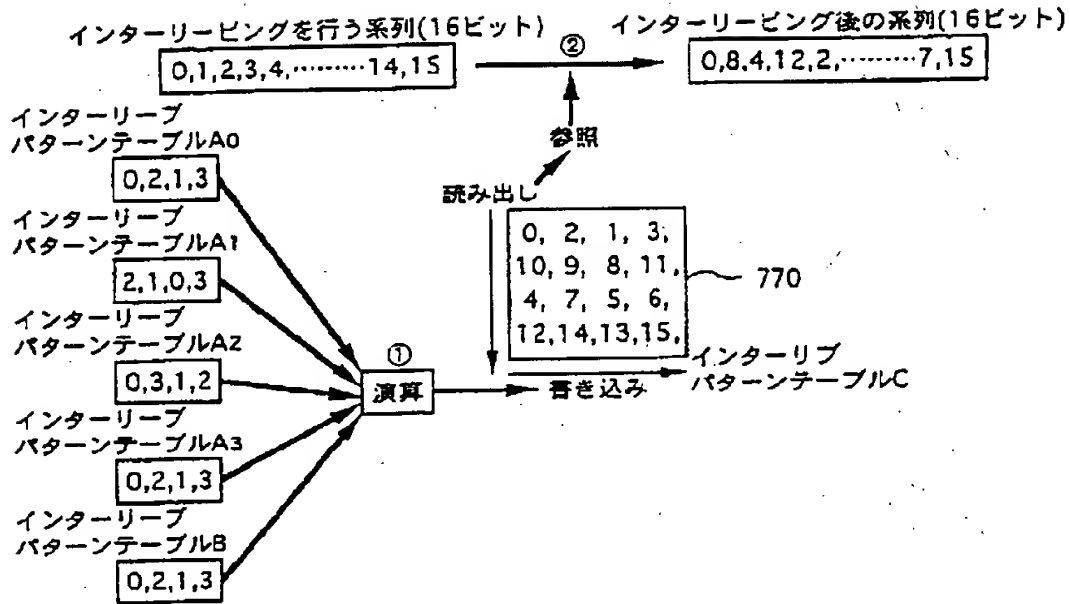 インターリービングを行う系列(16ビット)
0,1,2,3,4,………14,15
②
インターリービング後の系列(16ビット)
0,8,4,12,2,………7,15
参照
読み出し
インターリーブ
パターンテーブルA0
0,2,1,3
インターリーブ
パターンテーブルA1
2,1,0,3
インターリーブ
パターンテーブルA2
0,3,1,2
インターリーブ
パターンテーブルA3
0,2,1,3
インターリーブ
パターンテーブルB
0,2,1,3
①
演算
書き込み
0, 2, 1, 3,
10, 9, 8, 11,
4, 7, 5, 6,
12,14,13,15,
770
インターリブ
パターンテーブルC